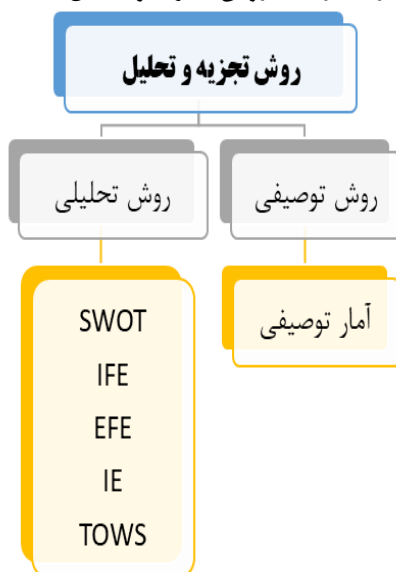 روش تجزیه و تحلیل
روش توصیفی
روش تحلیلی
آمار توصیفی
SWOT
IFE
EFE
IE
TOWS